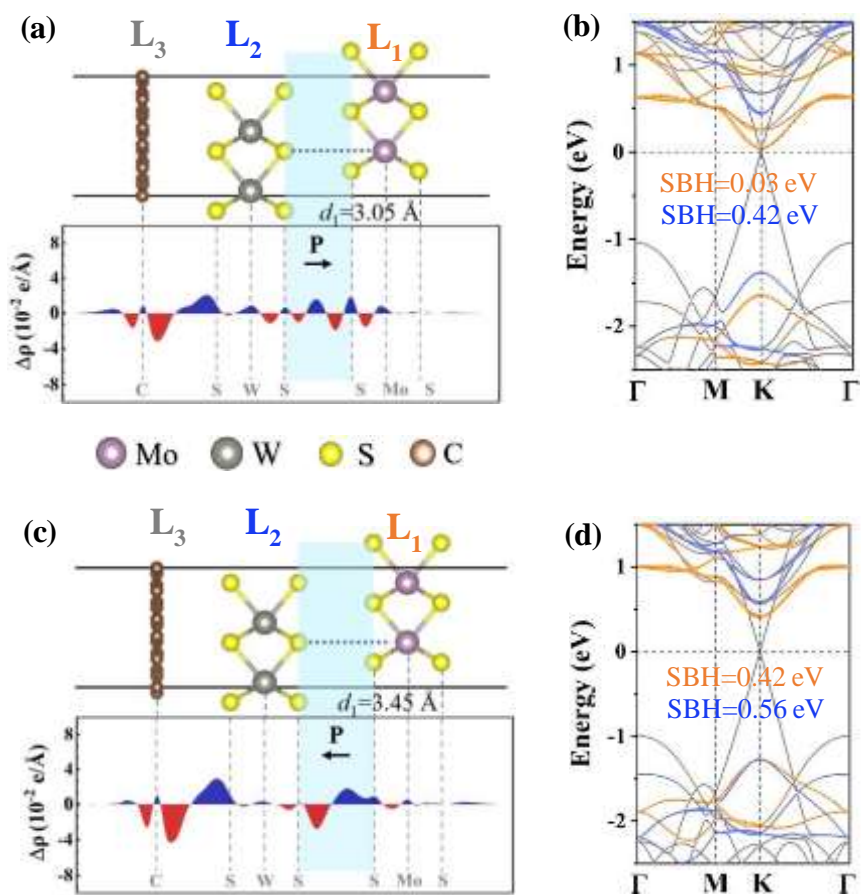 (a)
L3 L2 L1
d1=3.05 Å
P
Δρ (10⁻² e/Å)
8
4
0
-4
-8
C S W S S Mo S
(b)
Energy (eV)
1
0
-1
-2
SBH=0.03 eV
SBH=0.42 eV
Γ M K Γ
Mo W S C
(c)
L3 L2 L1
d1=3.45 Å
P
Δρ (10⁻² e/Å)
8
4
0
-4
-8
C S W S S Mo S
(d)
Energy (eV)
1
0
-1
-2
SBH=0.42 eV
SBH=0.56 eV
Γ M K Γ